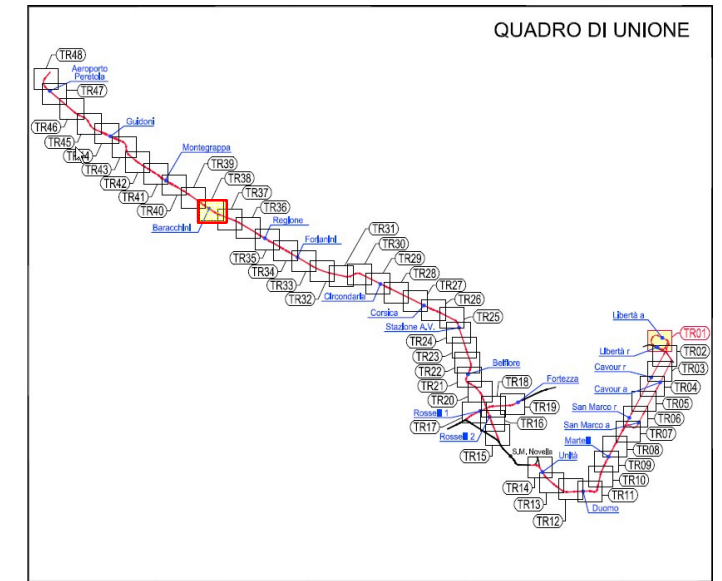 QUADRO DI UNIONE
TR48
Aeroporto
Peretola
TR47
TR46
Guidoni
TR45
TR43
Montegrappa
TR42
TR39
TR41
TR38
TR40
TR37
Baracchini
TR36
Regione
TR31
TR35
Forlanini
TR30
TR34
TR29
TR33
TR28
TR32
Circondaria
TR27
Corsica
TR26
TR25
Stazione A.V.
Libertà a
TR24
TR01
TR23
Libertà r
TR02
TR22
Belfiore
Cavour r
TR03
TR21
TR18
Fortezza
Cavour a
TR04
TR20
TR19
San Marco r
TR05
Rosselli 1
TR16
TR06
TR17
San Marco a
TR07
Rosselli 2
Martelli
TR08
TR15
S.M. Novella
Unità
TR09
TR14
TR10
TR13
TR11
TR12
Duomo